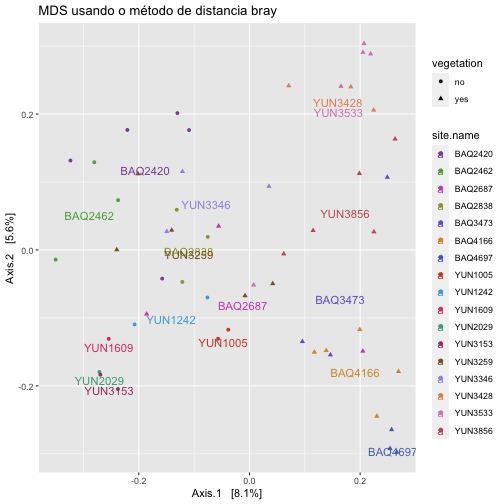 MDS usando o método de distancia bray
YUN3428
YUN3533
BAQ2420
YUN3346
BAQ2462
YUN3856
BAQ2838
YUN3259
BAQ3473
BAQ2687
YUN1242
YUN1005
YUN1609
BAQ4166
YUN2029
YUN3153
BAQ4697
0.2
0.0
-0.2
-0.2
0.0
0.2
Axis.2 [5.6%]
Axis.1 [8.1%]
vegetation
no
yes
site.name
BAQ2420
BAQ2462
BAQ2687
BAQ2838
BAQ3473
BAQ4166
BAQ4697
YUN1005
YUN1242
YUN1609
YUN2029
YUN3153
YUN3259
YUN3346
YUN3428
YUN3533
YUN3856